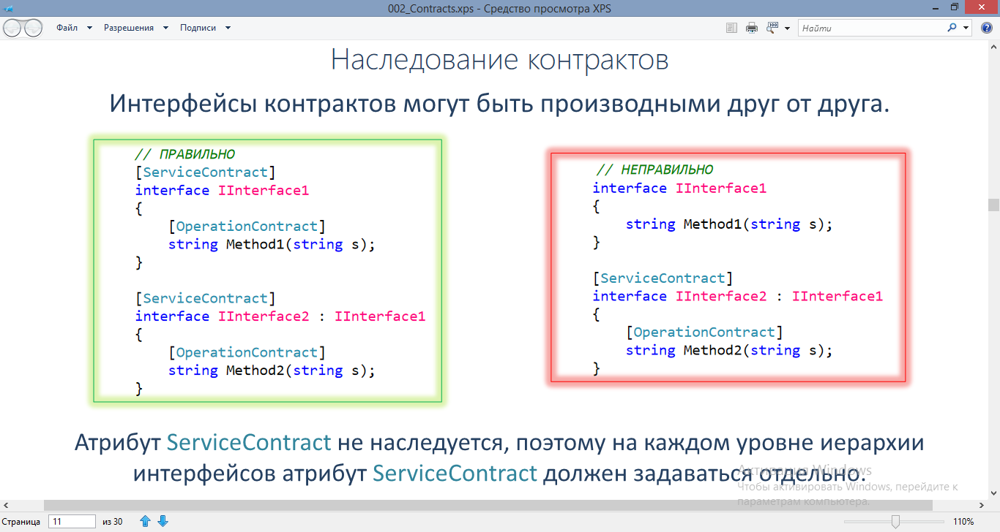 002_Contracts.xps - Средство просмотра XPS
Файл Разрешения Подписи 100 Найти ?
Наследование контрактов
Интерфейсы контрактов могут быть производными друг от друга.
// ПРАВИЛЬНО
[ServiceContract]
interface IInterface1
{
[OperationContract]
string Method1(string s);
}
[ServiceContract]
interface IInterface2 : IInterface1
{
[OperationContract]
string Method2(string s);
}
// НЕПРАВИЛЬНО
interface IInterface1
{
string Method1(string s);
}
[ServiceContract]
interface IInterface2 : IInterface1
{
[OperationContract]
string Method2(string s);
}
Атрибут ServiceContract не наследуется, поэтому на каждом уровне иерархии
интерфейсов атрибут ServiceContract должен задаваться отдельно.
Активация Windows
Чтобы активировать Windows, перейдите к
параметрам компьютера.
Страница 11 из 30 110%